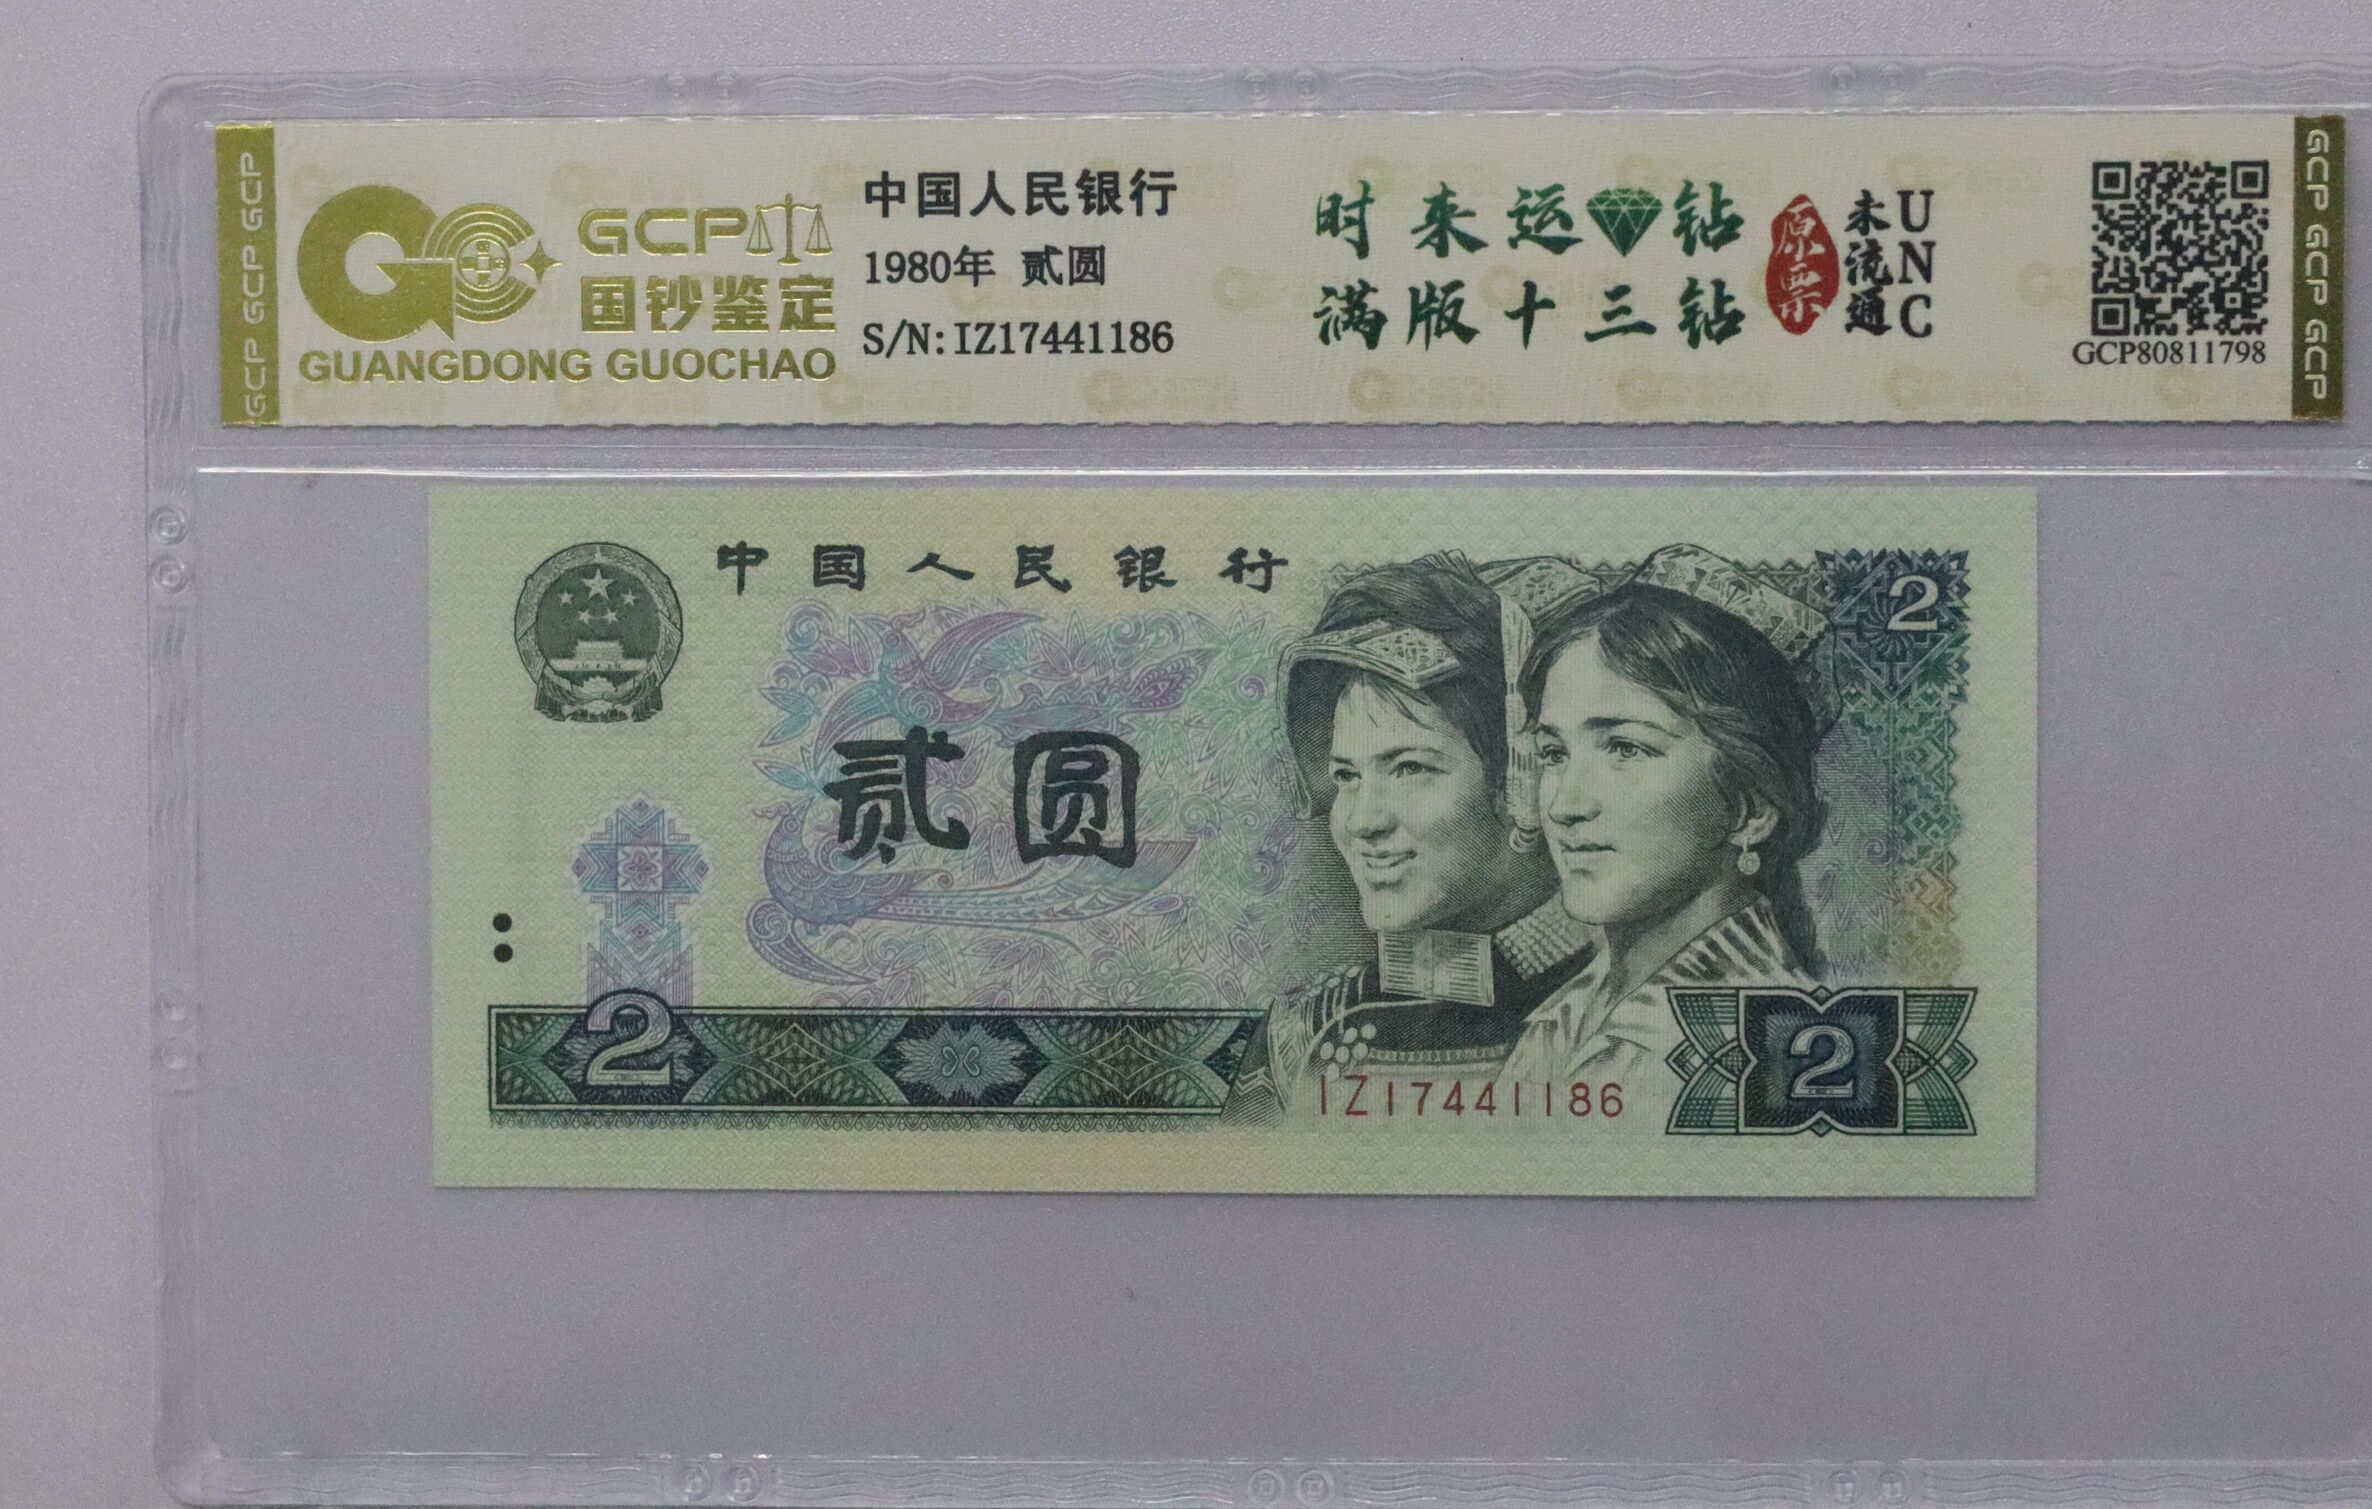 GCP GCP GCP
GCP
国钞鉴定
GUANGDONG GUOCHAO
中国人民银行
1980年 贰圆
S/N:IZ17441186
时来运钻
满版十三钻
原票
未流通
UNC
GCP80811798
GCP GCP GCP
中国人民银行
2
贰圆
2
IZ17441186
2